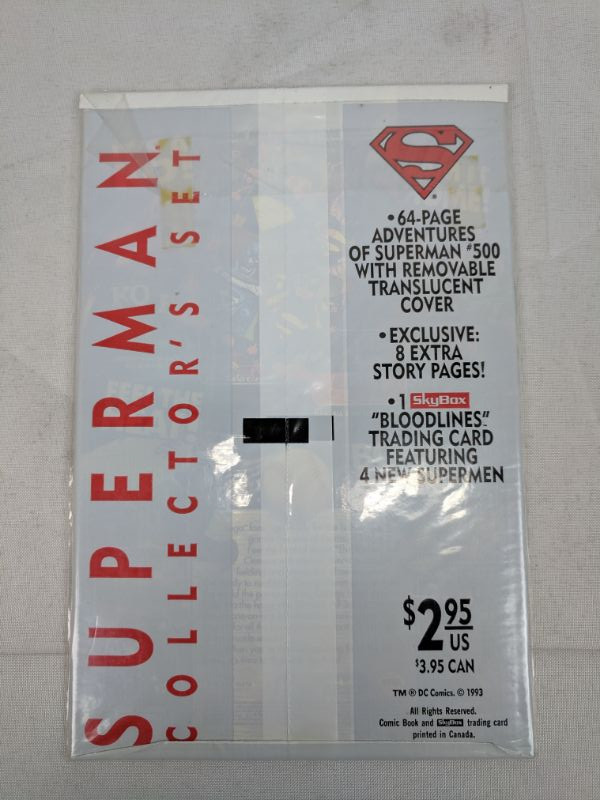 SUPERMAN
COLLECTOR'S SET
S
• 64-PAGE
ADVENTURES
OF SUPERMAN #500
WITH REMOVABLE
TRANSLUCENT
COVER
• EXCLUSIVE:
8 EXTRA
STORY PAGES!
• 1 SkyBox
"BLOODLINES"
TRADING CARD
FEATURING
4 NEW SUPERMEN
$2.95
US
$3.95 CAN
TM ® DC Comics. © 1993
All Rights Reserved.
Comic Book and SkyBox trading card
printed in Canada.